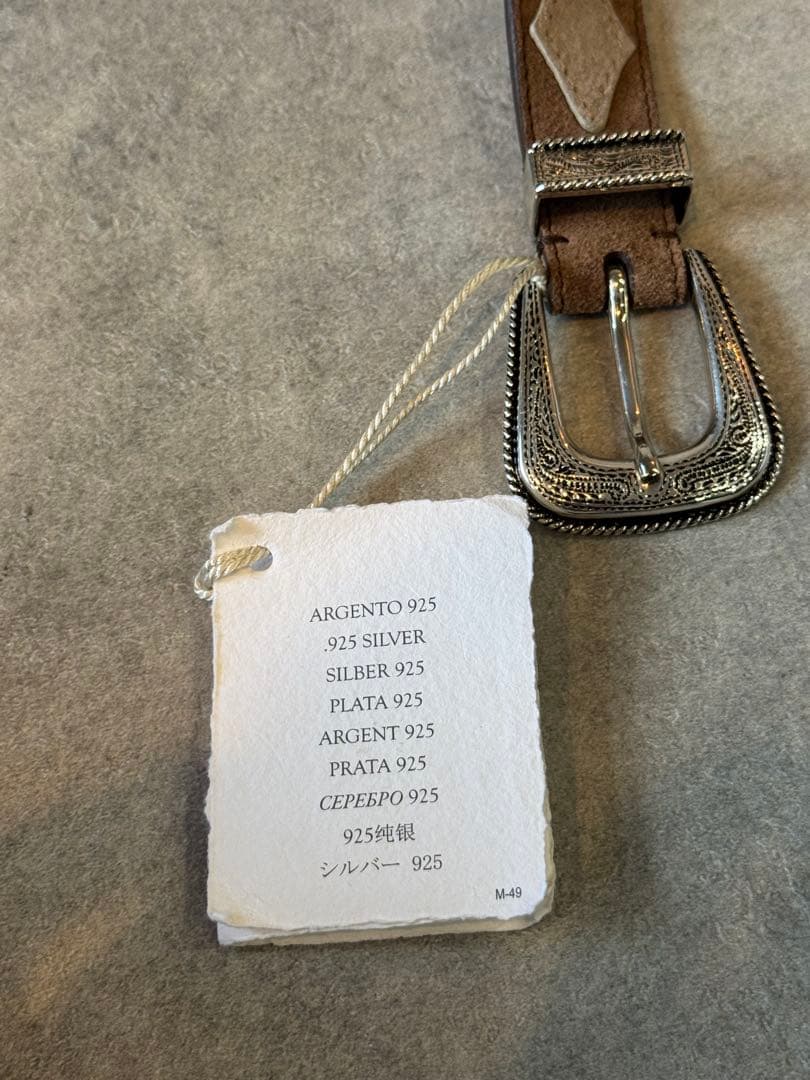 ARGENTO 925
.925 SILVER
SILBER 925
PLATA 925
ARGENT 925
PRATA 925
СЕРЕБРО 925
925纯银
シルバー 925
M-49